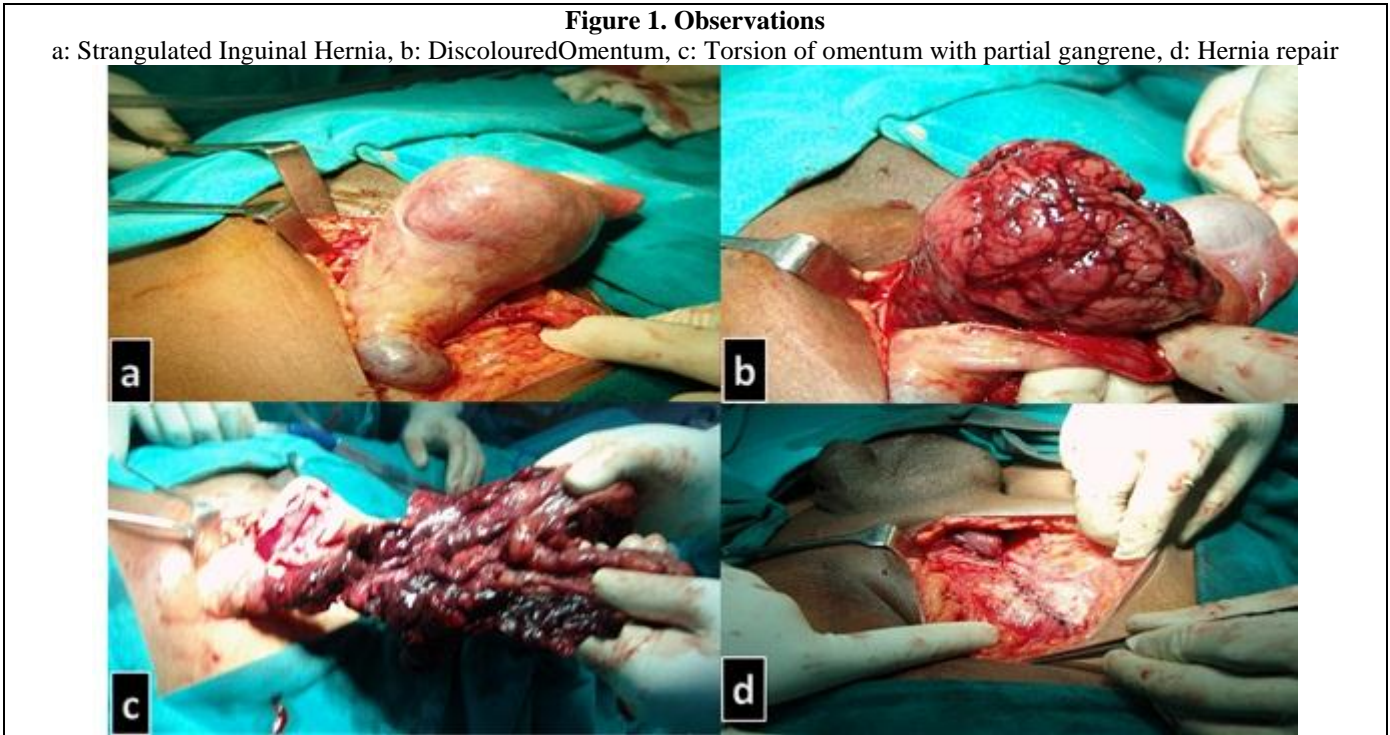 Figure 1. Observations
a: Strangulated Inguinal Hernia, b: DiscolouredOmentum, c: Torsion of omentum with partial gangrene, d: Hernia repair
a
b
c
d